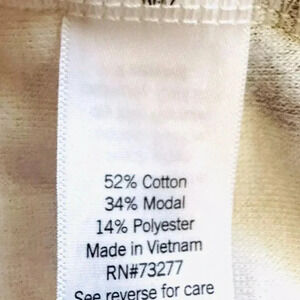 52% Cotton
34% Modal
14% Polyester
Made in Vietnam
RN#73277
See reverse for care